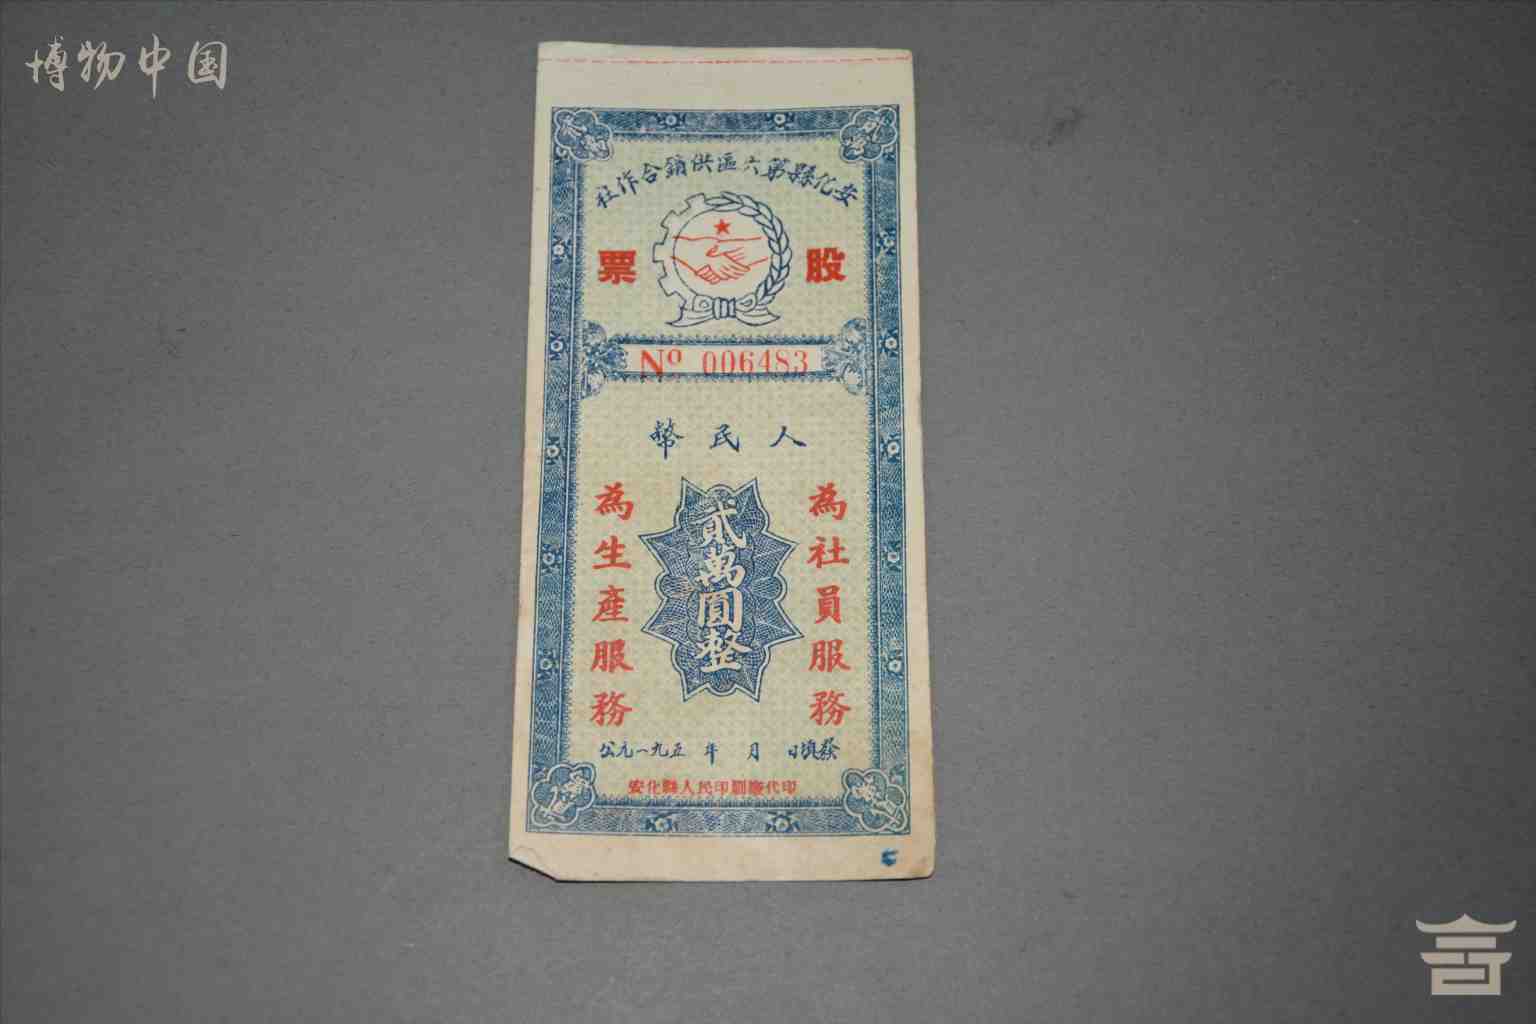 博物中国
安化縣第六區供銷合作社
股票
No 006483
人民幣
貳萬圓整
為社員服務
為生產服務
公元一九五 年 月 日填發
安化縣人民印刷廠代印